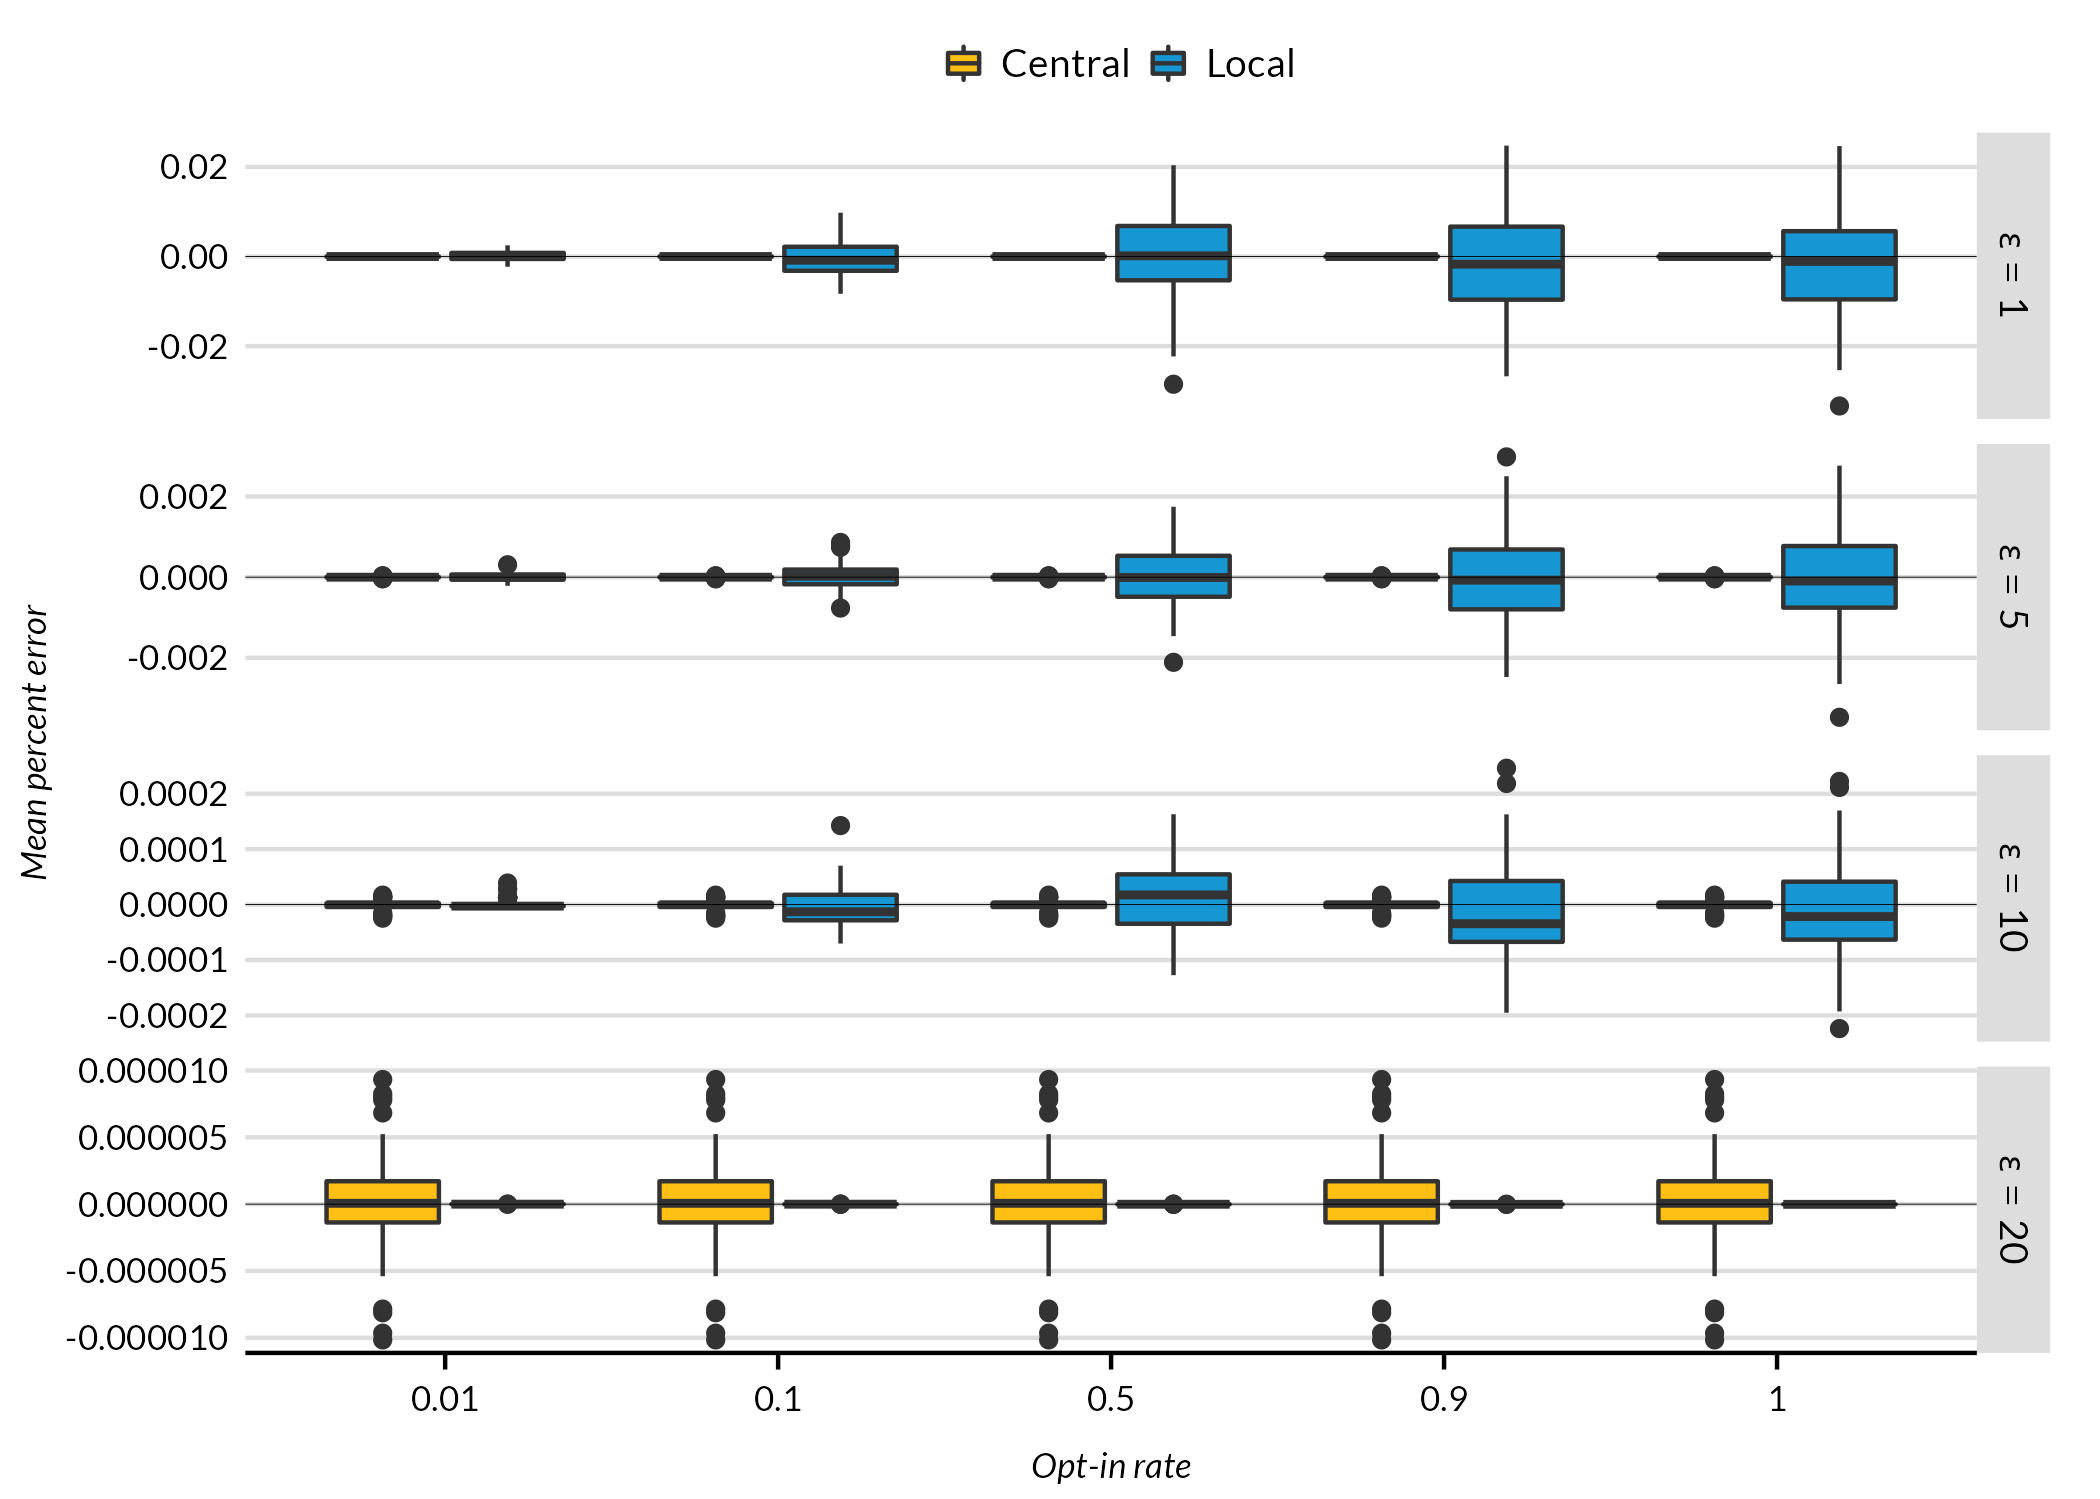 Central Local
0.02
0.00
-0.02
ε = 1
0.002
0.000
-0.002
ε = 5
Mean percent error
0.0002
0.0001
0.0000
-0.0001
-0.0002
ε = 10
0.000010
0.000005
0.000000
-0.000005
-0.000010
ε = 20
0.01 0.1 0.5 0.9 1
Opt-in rate